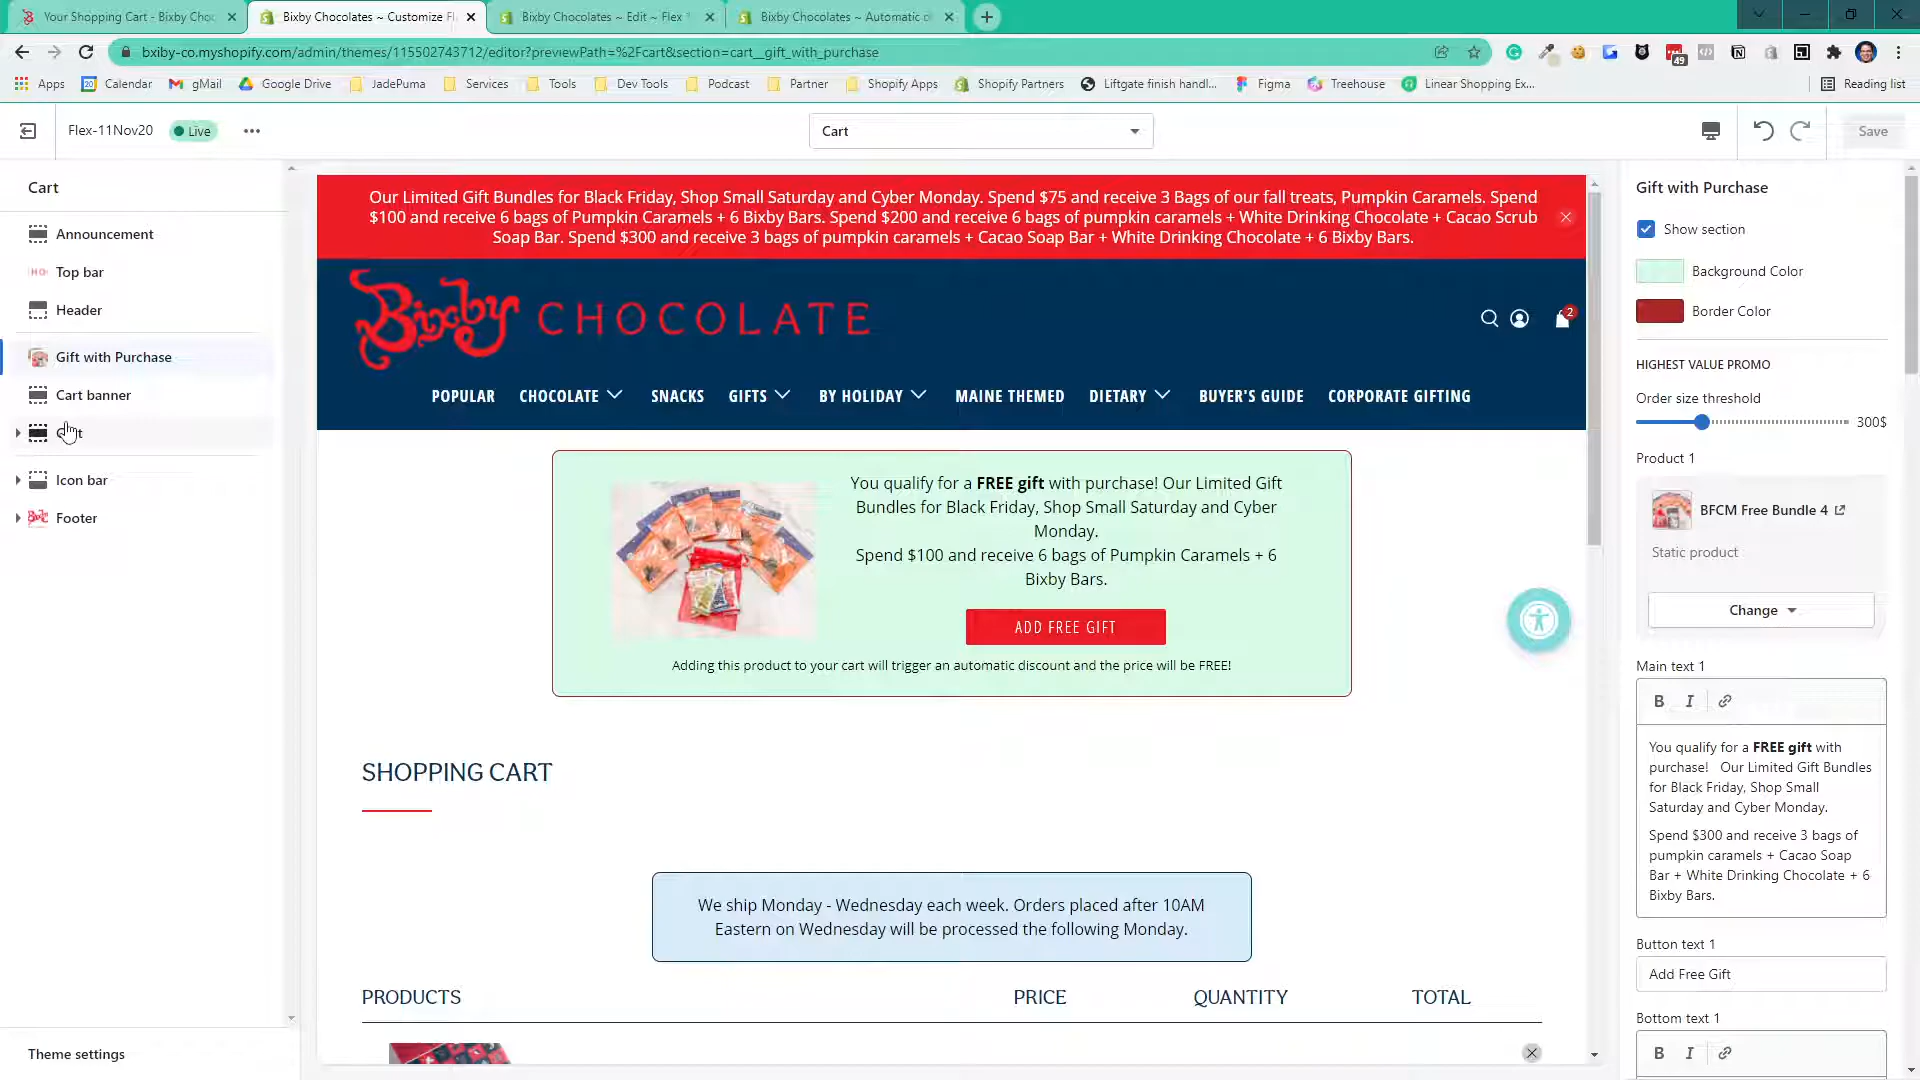 Your Shopping Cart - Bixby Choc
Bixby Chocolates ~ Customize Fl
Bixby Chocolates ~ Edit ~ Flex
Bixby Chocolates ~ Automatic d
bxiby-co.myshopify.com/admin/themes/115502743712/editor?previewPath=%2Fcart&section=cart__gift_with_purchase
49
Apps
20
Calendar
gMail
Google Drive
JadePuma
Services
Tools
Dev Tools
Podcast
Partner
Shopify Apps
Shopify Partners
Liftgate finish handl...
Figma
Treehouse
Linear Shopping Ex...
Reading list
Flex-11Nov20
Live
Cart
Save
Cart
Announcement
Top bar
Header
Gift with Purchase
Cart banner
Icon bar
Footer
Theme settings
Our Limited Gift Bundles for Black Friday, Shop Small Saturday and Cyber Monday. Spend $75 and receive 3 Bags of our fall treats, Pumpkin Caramels. Spend
$100 and receive 6 bags of Pumpkin Caramels + 6 Bixby Bars. Spend $200 and receive 6 bags of pumpkin caramels + White Drinking Chocolate + Cacao Scrub
Soap Bar. Spend $300 and receive 3 bags of pumpkin caramels + Cacao Soap Bar + White Drinking Chocolate + 6 Bixby Bars.
Bixby CHOCOLATE
2
POPULAR CHOCOLATE SNACKS GIFTS BY HOLIDAY MAINE THEMED DIETARY BUYER'S GUIDE CORPORATE GIFTING
You qualify for a FREE gift with purchase! Our Limited Gift
Bundles for Black Friday, Shop Small Saturday and Cyber
Monday.
Spend $100 and receive 6 bags of Pumpkin Caramels + 6
Bixby Bars.
ADD FREE GIFT
Adding this product to your cart will trigger an automatic discount and the price will be FREE!
SHOPPING CART
We ship Monday - Wednesday each week. Orders placed after 10AM
Eastern on Wednesday will be processed the following Monday.
PRODUCTS PRICE QUANTITY TOTAL
Gift with Purchase
Show section
Background Color
Border Color
HIGHEST VALUE PROMO
Order size threshold
300$
Product 1
BFCM Free Bundle 4
Static product
Change
Main text 1
B I
You qualify for a FREE gift with
purchase! Our Limited Gift Bundles
for Black Friday, Shop Small
Saturday and Cyber Monday.
Spend $300 and receive 3 bags of
pumpkin caramels + Cacao Soap
Bar + White Drinking Chocolate + 6
Bixby Bars.
Button text 1
Add Free Gift
Bottom text 1
B I